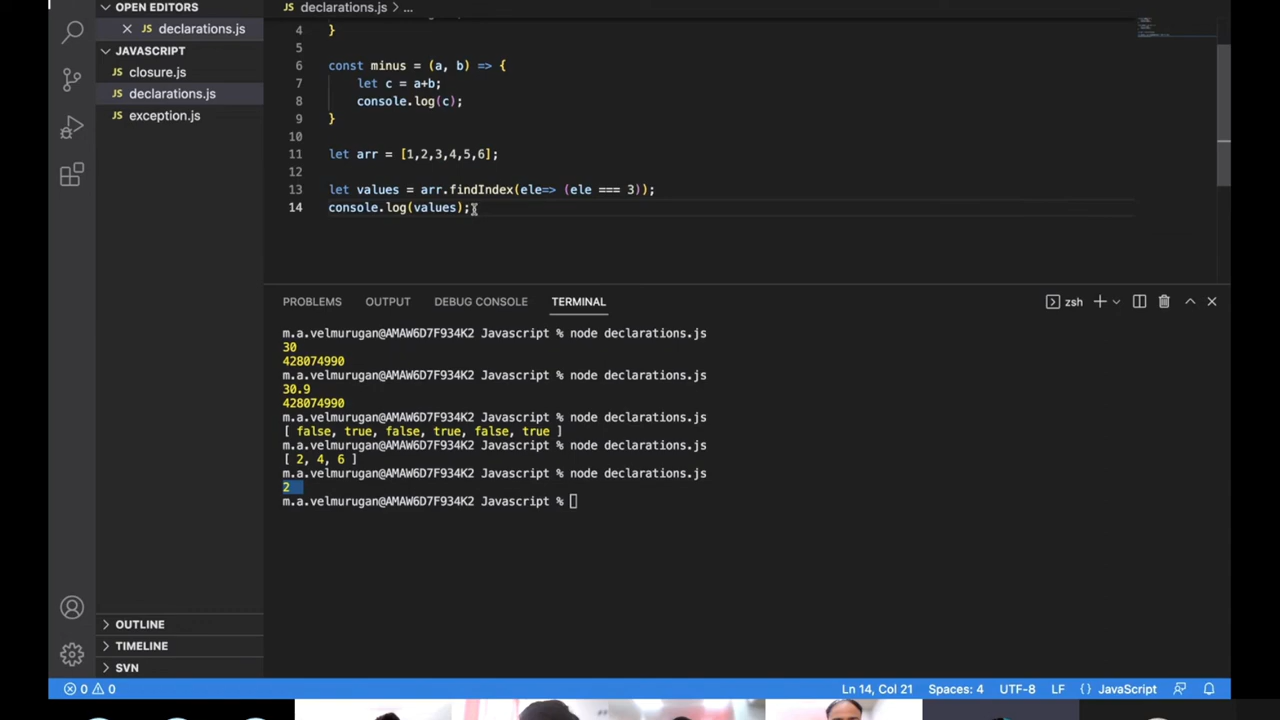 OPEN EDITORS
JS declarations.js
JAVASCRIPT
JS closure.js
JS declarations.js
JS exception.js
OUTLINE
TIMELINE
SVN
JS declarations.js > ...
4 }
5
6 const minus = (a, b) => {
7 let c = a+b;
8 console.log(c);
9 }
10
11 let arr = [1,2,3,4,5,6];
12
13 let values = arr.findIndex(ele=> (ele === 3));
14 console.log(values);
PROBLEMS OUTPUT DEBUG CONSOLE TERMINAL
zsh
m.a.velmurugan@AMAW6D7F934K2 Javascript % node declarations.js
30
428074990
m.a.velmurugan@AMAW6D7F934K2 Javascript % node declarations.js
30.9
428074990
m.a.velmurugan@AMAW6D7F934K2 Javascript % node declarations.js
[ false, true, false, true, false, true ]
m.a.velmurugan@AMAW6D7F934K2 Javascript % node declarations.js
[ 2, 4, 6 ]
m.a.velmurugan@AMAW6D7F934K2 Javascript % node declarations.js
2
m.a.velmurugan@AMAW6D7F934K2 Javascript %
0 0 Ln 14, Col 21 Spaces: 4 UTF-8 LF {} JavaScript